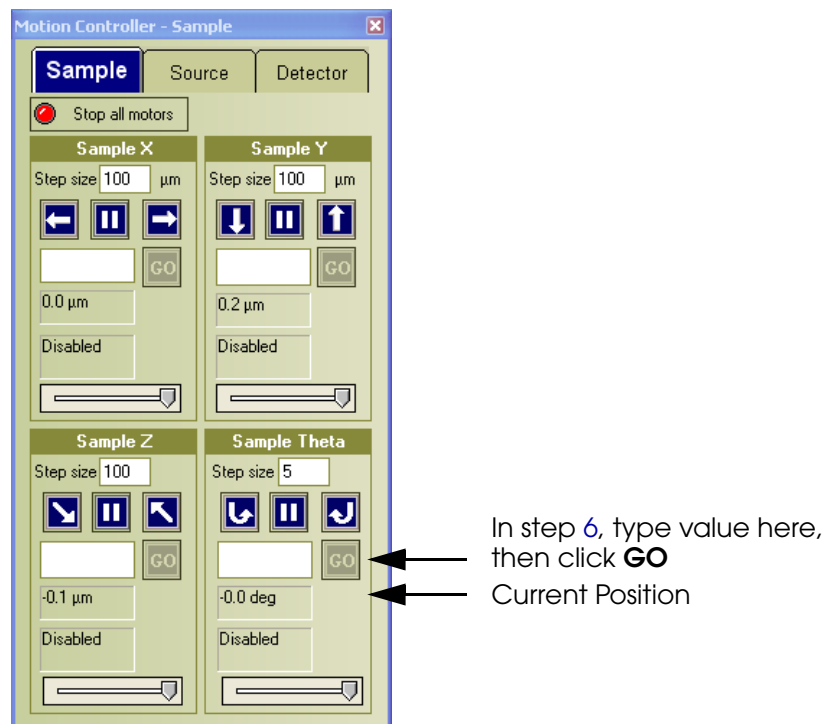 Motion Controller - Sample
Sample Source Detector
Stop all motors
Sample X
Step size 100 µm
GO
0.0 µm
Disabled
Sample Y
Step size 100 µm
GO
0.2 µm
Disabled
Sample Z
Step size 100
GO
-0.1 µm
Disabled
Sample Theta
Step size 5
GO
-0.0 deg
Disabled
In step 6, type value here,
then click GO
Current Position